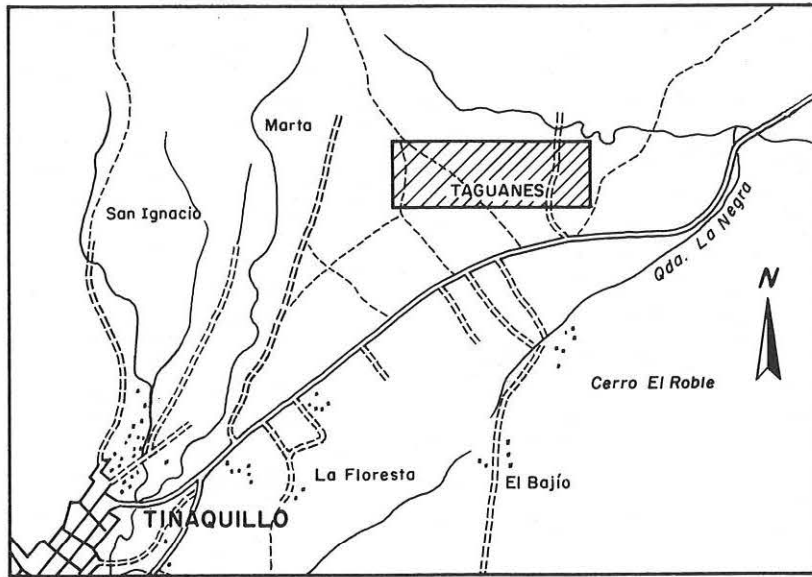 Marta
TAGUANES
San Ignacio
Qda. La Negra
N
Cerro El Roble
La Floresta
El Bajío
TINAQUILLO